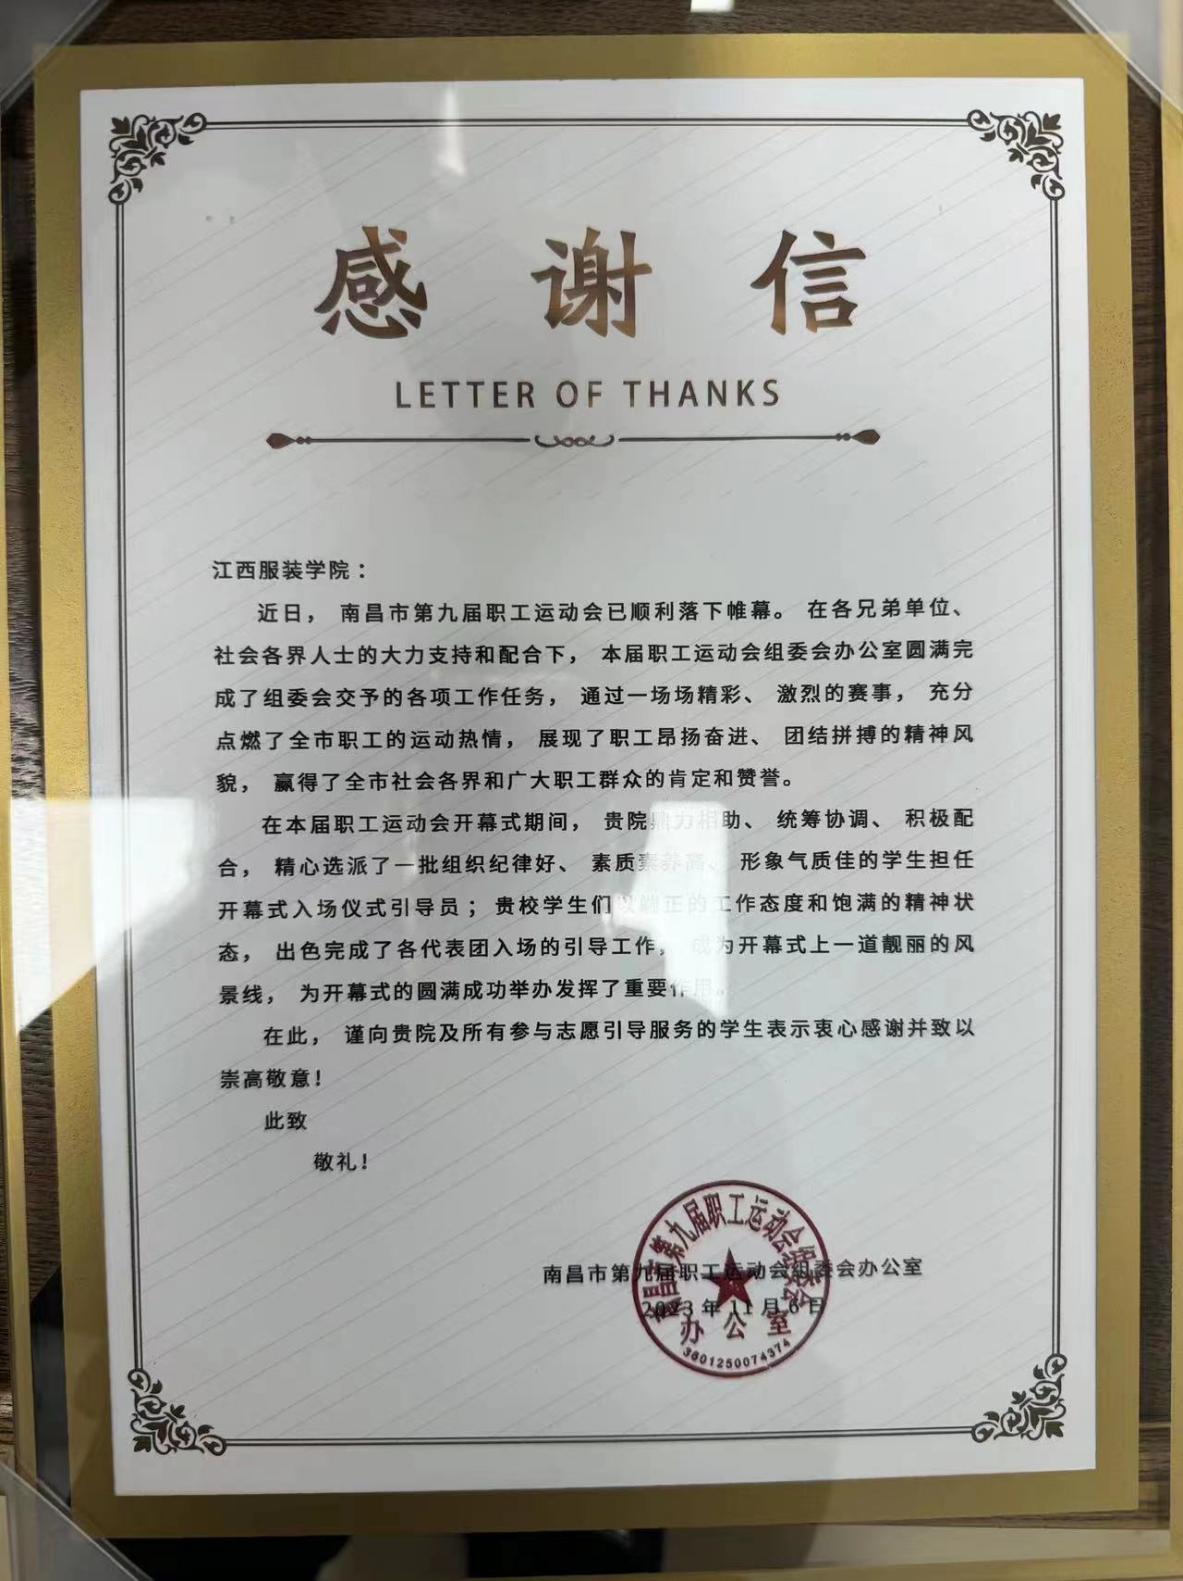 感谢信
LETTER OF THANKS
江西服装学院：
近日，南昌市第九届职工运动会已顺利落下帷幕。在各兄弟单位、
社会各界人士的大力支持和配合下，本届职工运动会组委会办公室圆满完
成了组委会交予的各项工作任务，通过一场场精彩、激烈的赛事，充分
点燃了全市职工的运动热情，展现了职工昂扬奋进、团结拼搏的精神风
貌，赢得了全市社会各界和广大职工群众的肯定和赞誉。
在本届职工运动会开幕式期间，贵院鼎力相助、统筹协调、积极配
合，精心选派了一批组织纪律好、素质素养高、形象气质佳的学生担任
开幕式入场仪式引导员；贵校学生们以端正的工作态度和饱满的精神状
态，出色完成了各代表团入场的引导工作，成为开幕式上一道靓丽的风
景线，为开幕式的圆满成功举办发挥了重要作用。
在此，谨向贵院及所有参与志愿引导服务的学生表示衷心感谢并致以
崇高敬意！
此致
敬礼！
南昌市第九届职工运动会组委会办公室
2023年11月6日
南昌市第九届职工运动会组委会
办公室
3601250074374